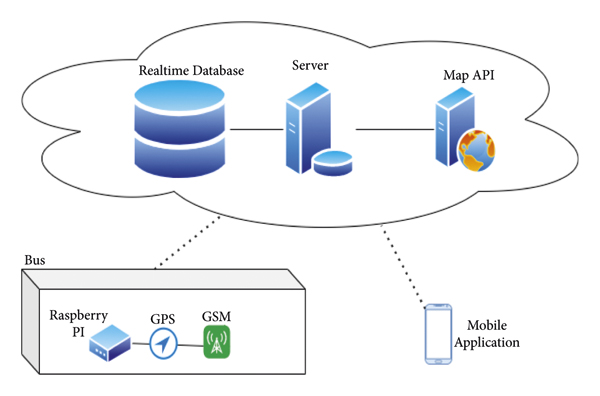 Realtime Database
Server
Map API
Bus
Raspberry
PI
GPS
GSM
Mobile
Application